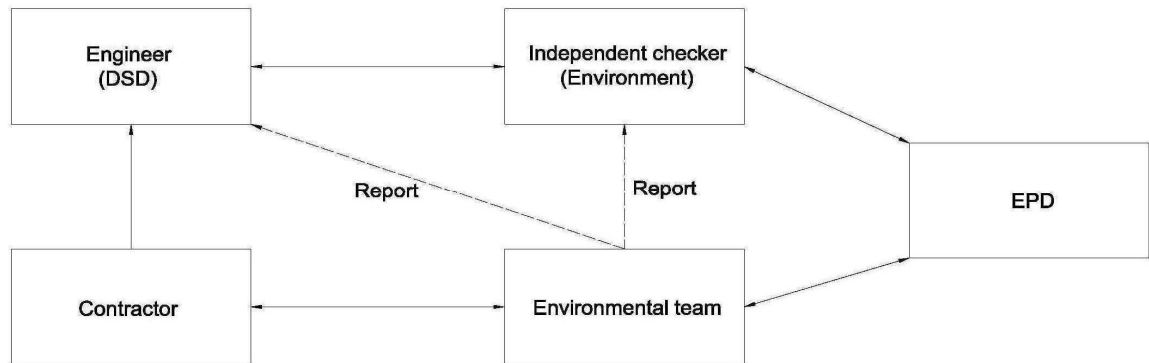 Engineer
(DSD)
Independent checker
(Environment)
Report
Report
EPD
Contractor
Environmental team